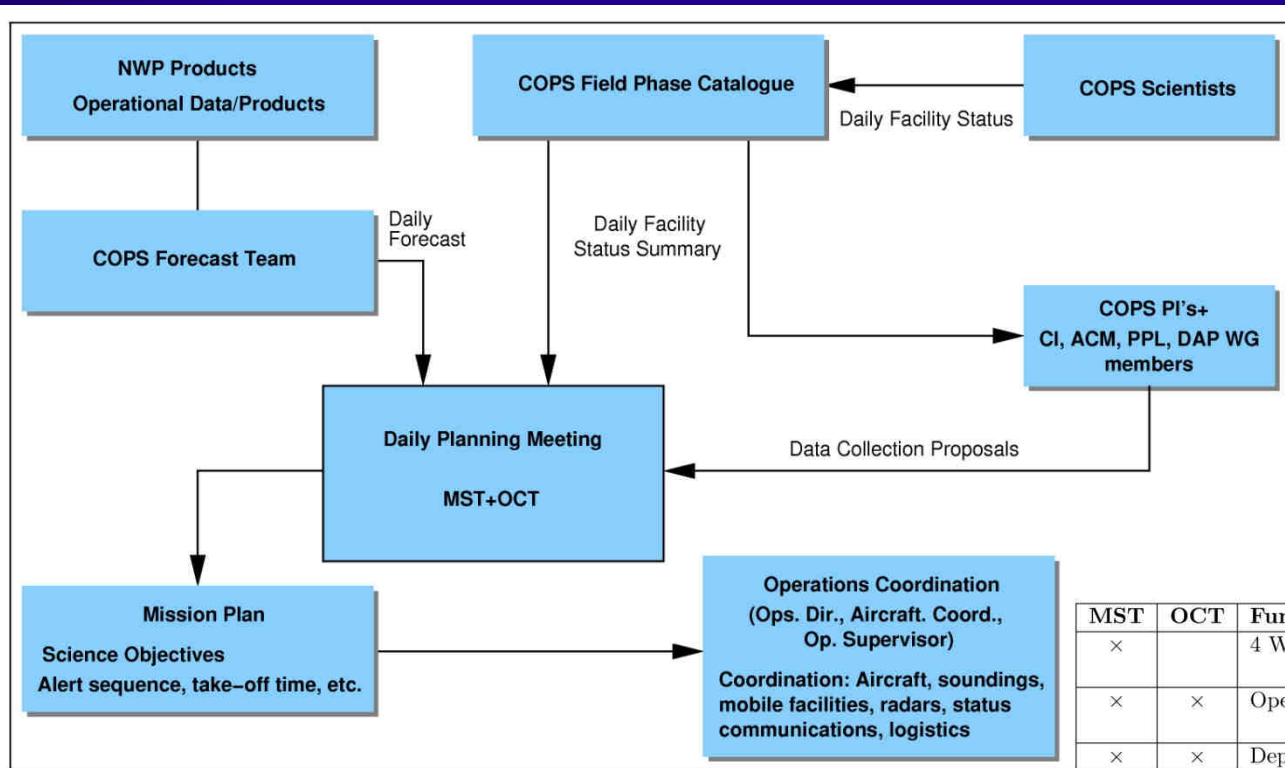 NWP Products
Operational Data/Products
COPS Field Phase Catalogue
COPS Scientists
Daily Facility Status
COPS Forecast Team
Daily
Forecast
Daily Facility
Status Summary
COPS PI's+
CI, ACM, PPL, DAP WG
members
Daily Planning Meeting
MST+OCT
Data Collection Proposals
Mission Plan
Science Objectives
Alert sequence, take-off time, etc.
Operations Coordination
(Ops. Dir., Aircraft. Coord.,
Op. Supervisor)
Coordination: Aircraft, soundings,
mobile facilities, radars, status
communications, logistics
MST OCT
× 4
× ×
× ×